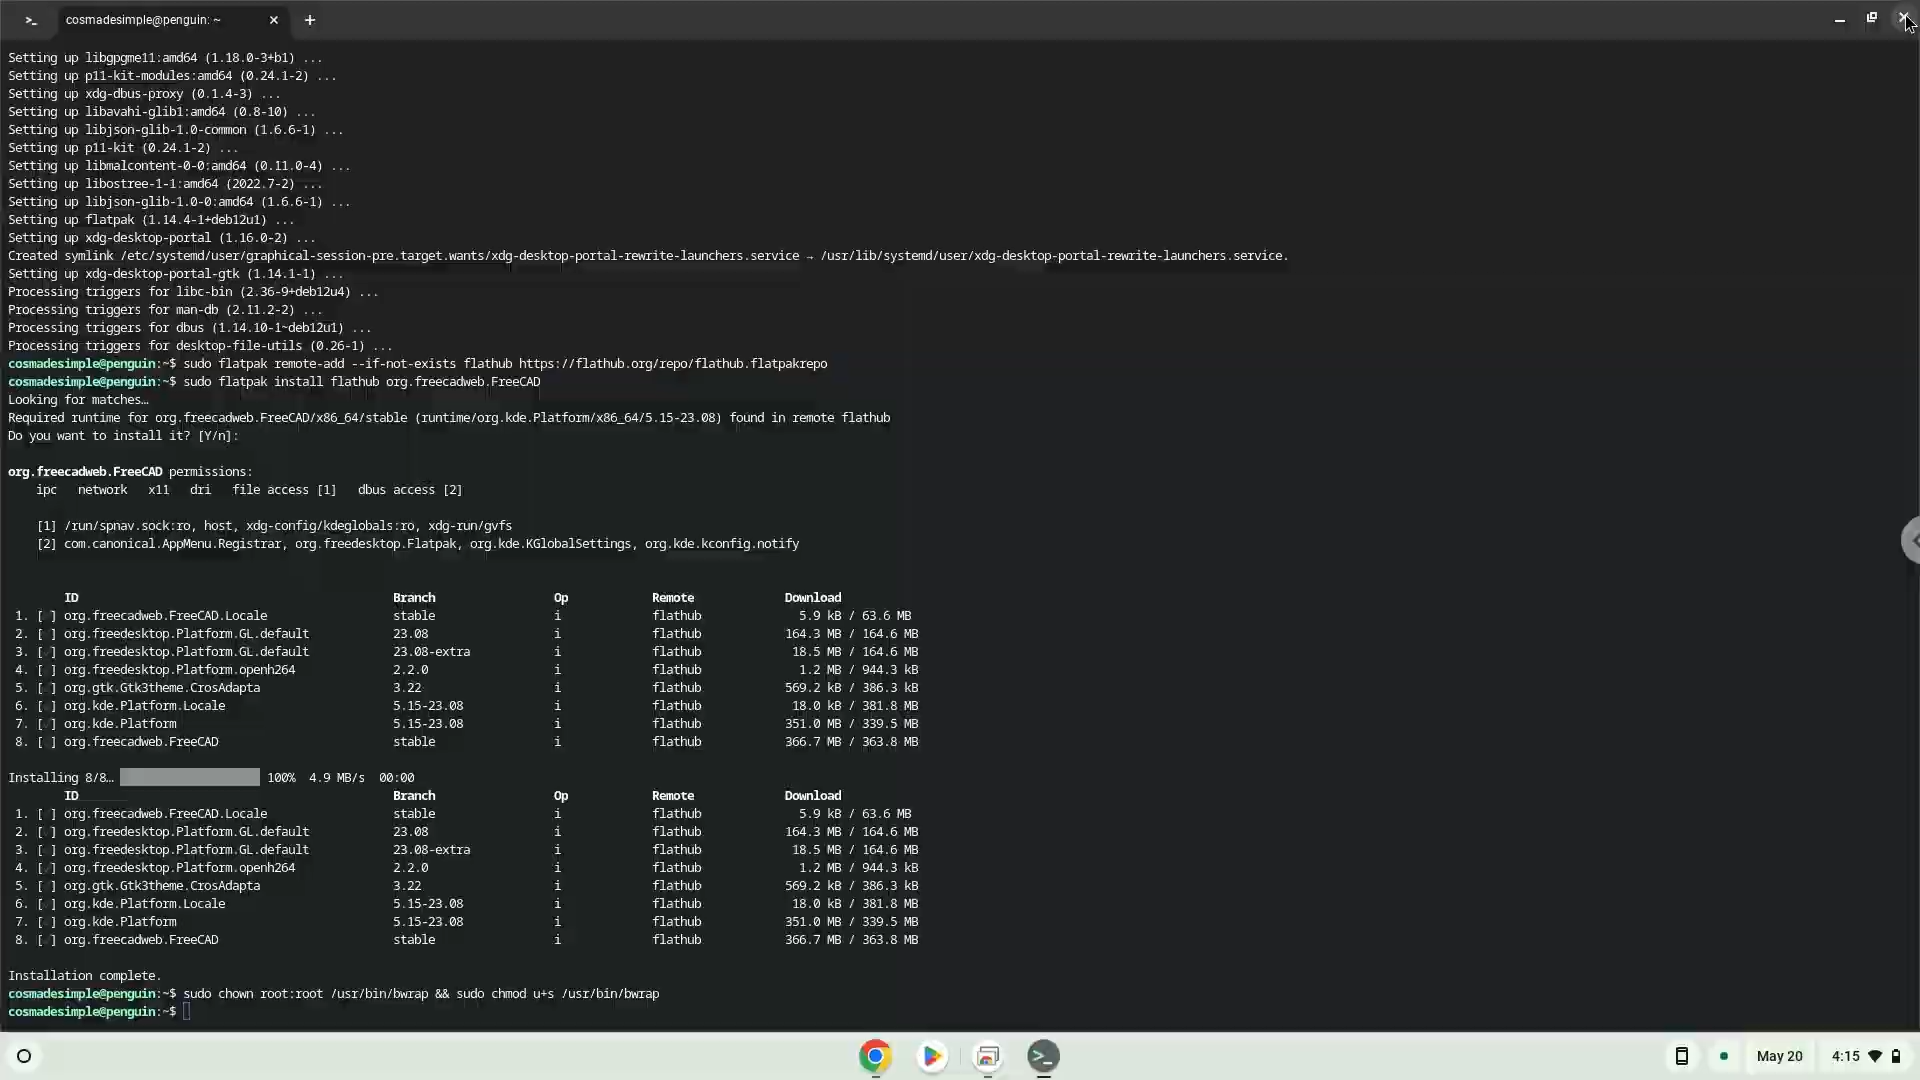 cosmadesimple@penguin: ~
Setting up libgpgme11:amd64 (1.18.0-3+b1) ...
Setting up p11-kit-modules:amd64 (0.24.1-2) ...
Setting up xdg-dbus-proxy (0.1.4-3) ...
Setting up libavahi-glib1:amd64 (0.8-10) ...
Setting up libjson-glib-1.0-common (1.6.6-1) ...
Setting up p11-kit (0.24.1-2) ...
Setting up libmalcontent-0-0:amd64 (0.11.0-4) ...
Setting up libostree-1-1:amd64 (2022.7-2) ...
Setting up libjson-glib-1.0-0:amd64 (1.6.6-1) ...
Setting up flatpak (1.14.4-1+deb12u1) ...
Setting up xdg-desktop-portal (1.16.0-2) ...
Created symlink /etc/systemd/user/graphical-session-pre.target.wants/xdg-desktop-portal-rewrite-launchers.service → /usr/lib/systemd/user/xdg-desktop-portal-rewrite-launchers.service.
Setting up xdg-desktop-portal-gtk (1.14.1-1) ...
Processing triggers for libc-bin (2.36-9+deb12u4) ...
Processing triggers for man-db (2.11.2-2) ...
Processing triggers for dbus (1.14.10-1~deb12u1) ...
Processing triggers for desktop-file-utils (0.26-1) ...
cosmadesimple@penguin:~$ sudo flatpak remote-add --if-not-exists flathub https://flathub.org/repo/flathub.flatpakrepo
cosmadesimple@penguin:~$ sudo flatpak install flathub org.freecadweb.FreeCAD
Looking for matches…
Required runtime for org.freecadweb.FreeCAD/x86_64/stable (runtime/org.kde.Platform/x86_64/5.15-23.08) found in remote flathub
Do you want to install it? [Y/n]:
org.freecadweb.FreeCAD permissions:
ipc network x11 dri file access [1] dbus access [2]
[1] /run/spnav.sock:ro, host, xdg-config/kdeglobals:ro, xdg-run/gvfs
[2] com.canonical.AppMenu.Registrar, org.freedesktop.Flatpak, org.kde.KGlobalSettings, org.kde.kconfig.notify
ID Branch Op Remote Download
1. [ ] org.freecadweb.FreeCAD.Locale stable i flathub 5.9 kB / 63.6 MB
2. [ ] org.freedesktop.Platform.GL.default 23.08 i flathub 164.3 MB / 164.6 MB
3. [ ] org.freedesktop.Platform.GL.default 23.08-extra i flathub 18.5 MB / 164.6 MB
4. [ ] org.freedesktop.Platform.openh264 2.2.0 i flathub 1.2 MB / 944.3 kB
5. [ ] org.gtk.Gtk3theme.CrosAdapta 3.22 i flathub 569.2 kB / 386.3 kB
6. [ ] org.kde.Platform.Locale 5.15-23.08 i flathub 18.0 kB / 381.8 MB
7. [ ] org.kde.Platform 5.15-23.08 i flathub 351.0 MB / 339.5 MB
8. [ ] org.freecadweb.FreeCAD stable i flathub 366.7 MB / 363.8 MB
Installing 8/8… 100% 4.9 MB/s 00:00
ID Branch Op Remote Download
1. [ ] org.freecadweb.FreeCAD.Locale stable i flathub 5.9 kB / 63.6 MB
2. [ ] org.freedesktop.Platform.GL.default 23.08 i flathub 164.3 MB / 164.6 MB
3. [ ] org.freedesktop.Platform.GL.default 23.08-extra i flathub 18.5 MB / 164.6 MB
4. [ ] org.freedesktop.Platform.openh264 2.2.0 i flathub 1.2 MB / 944.3 kB
5. [ ] org.gtk.Gtk3theme.CrosAdapta 3.22 i flathub 569.2 kB / 386.3 kB
6. [ ] org.kde.Platform.Locale 5.15-23.08 i flathub 18.0 kB / 381.8 MB
7. [ ] org.kde.Platform 5.15-23.08 i flathub 351.0 MB / 339.5 MB
8. [ ] org.freecadweb.FreeCAD stable i flathub 366.7 MB / 363.8 MB
Installation complete.
cosmadesimple@penguin:~$ sudo chown root:root /usr/bin/bwrap && sudo chmod u+s /usr/bin/bwrap
cosmadesimple@penguin:~$
May 20 4:15